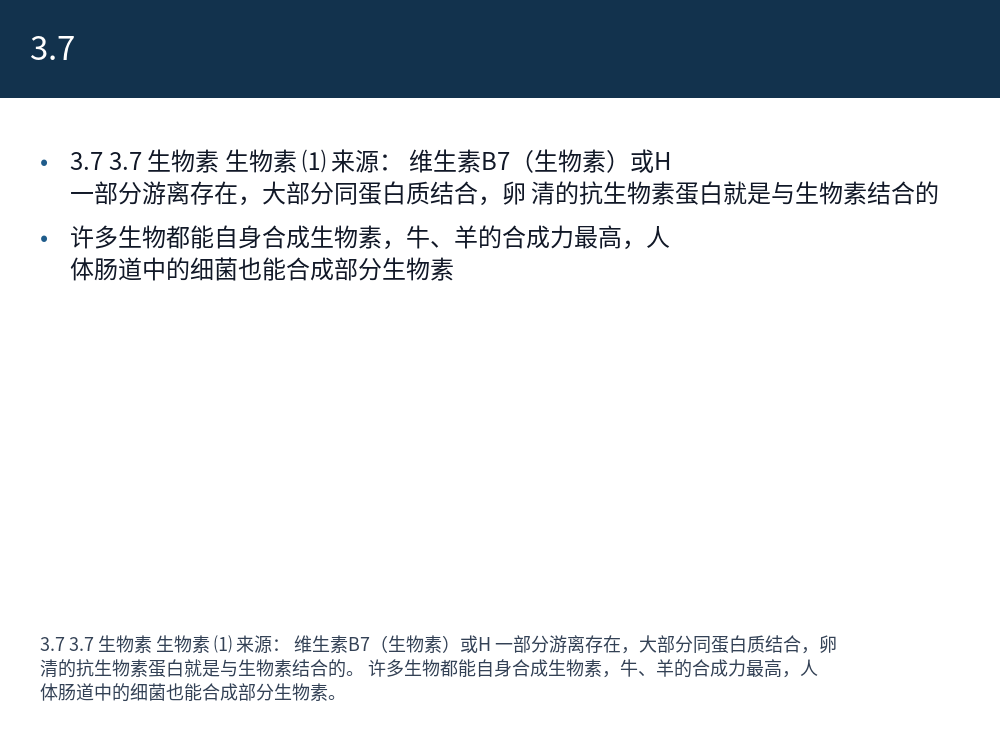 3.7
• 3.7 3.7 生物素 生物素 ⑴ 来源： 维生素B7（生物素）或H
一部分游离存在，大部分同蛋白质结合，卵 清的抗生物素蛋白就是与生物素结合的
• 许多生物都能自身合成生物素，牛、羊的合成力最高，人
体肠道中的细菌也能合成部分生物素
3.7 3.7 生物素 生物素 ⑴ 来源： 维生素B7（生物素）或H 一部分游离存在，大部分同蛋白质结合，卵
清的抗生物素蛋白就是与生物素结合的。 许多生物都能自身合成生物素，牛、羊的合成力最高，人
体肠道中的细菌也能合成部分生物素。